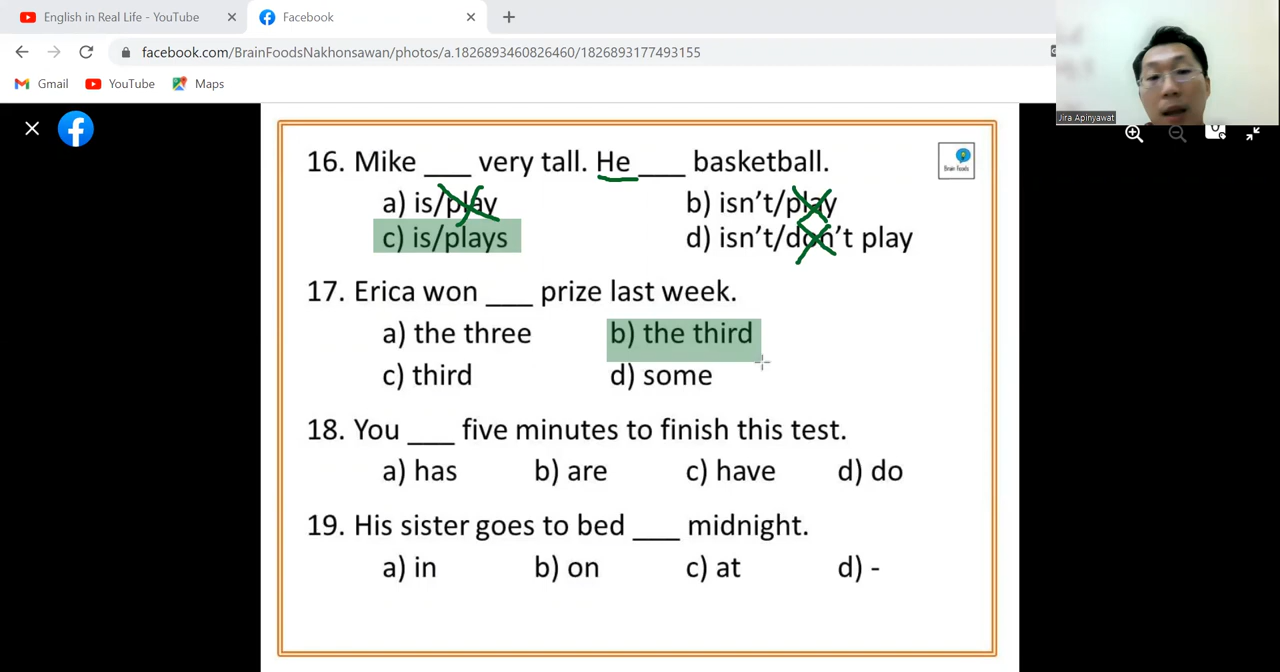 English in Real Life - YouTube
Facebook
facebook.com/BrainFoodsNakhonsawan/photos/a.1826893460826460/1826893177493155
Gmail YouTube Maps
Jira Apinyawat
16. Mike ___ very tall. He ___ basketball.
Brain Foods
a) is/play b) isn’t/play
c) is/plays d) isn’t/don’t play
17. Erica won ___ prize last week.
a) the three b) the third
c) third d) some
18. You ___ five minutes to finish this test.
a) has b) are c) have d) do
19. His sister goes to bed ___ midnight.
a) in b) on c) at d) -